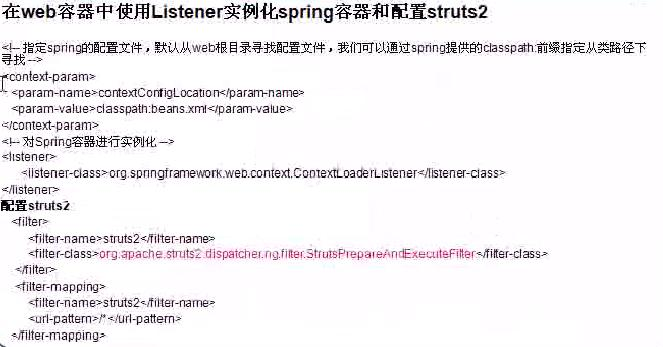 在web容器中使用Listener实例化spring容器和配置struts2
<!-- 指定spring的配置文件，默认从web根目录寻找配置文件，我们可以通过spring提供的classpath:前缀指定从类路径下
寻找 -->
<context-param>
<param-name>contextConfigLocation</param-name>
<param-value>classpath:beans.xml</param-value>
</context-param>
<!-- 对Spring容器进行实例化 -->
<listener>
<listener-class>org.springframework.web.context.ContextLoaderListener</listener-class>
</listener>
配置struts2
<filter>
<filter-name>struts2</filter-name>
<filter-class>org.apache.struts2.dispatcher.ng.filter.StrutsPrepareAndExecuteFilter</filter-class>
</filter>
<filter-mapping>
<filter-name>struts2</filter-name>
<url-pattern>/*</url-pattern>
</filter-mapping>